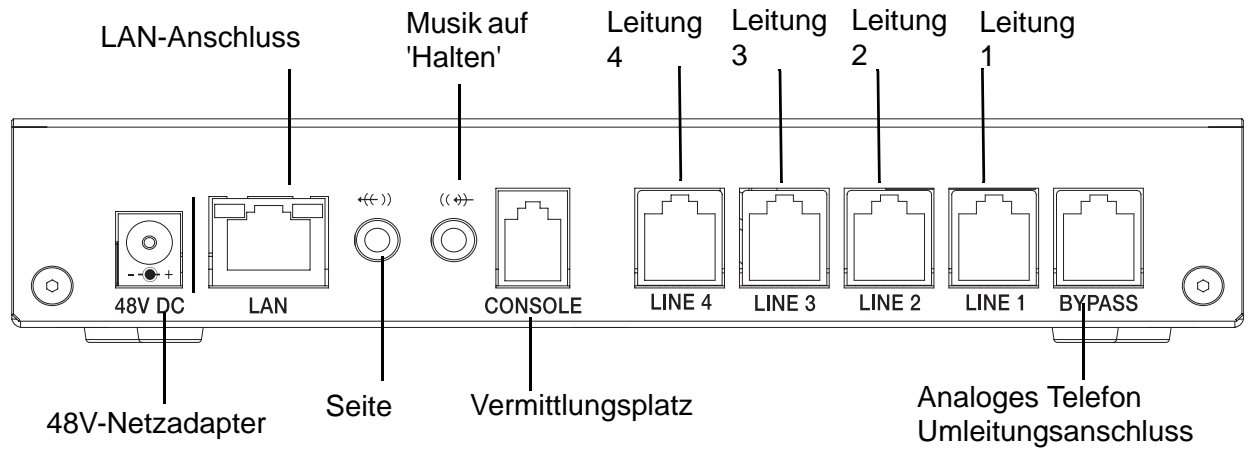 LAN-Anschluss
Musik auf
'Halten'
Leitung
4
Leitung
3
Leitung
2
Leitung
1
- +
48V DC
LAN
CONSOLE
LINE 4
LINE 3
LINE 2
LINE 1
BYPASS
48V-Netzadapter
Seite
Vermittlungsplatz
Analoges Telefon
Umleitungsanschluss